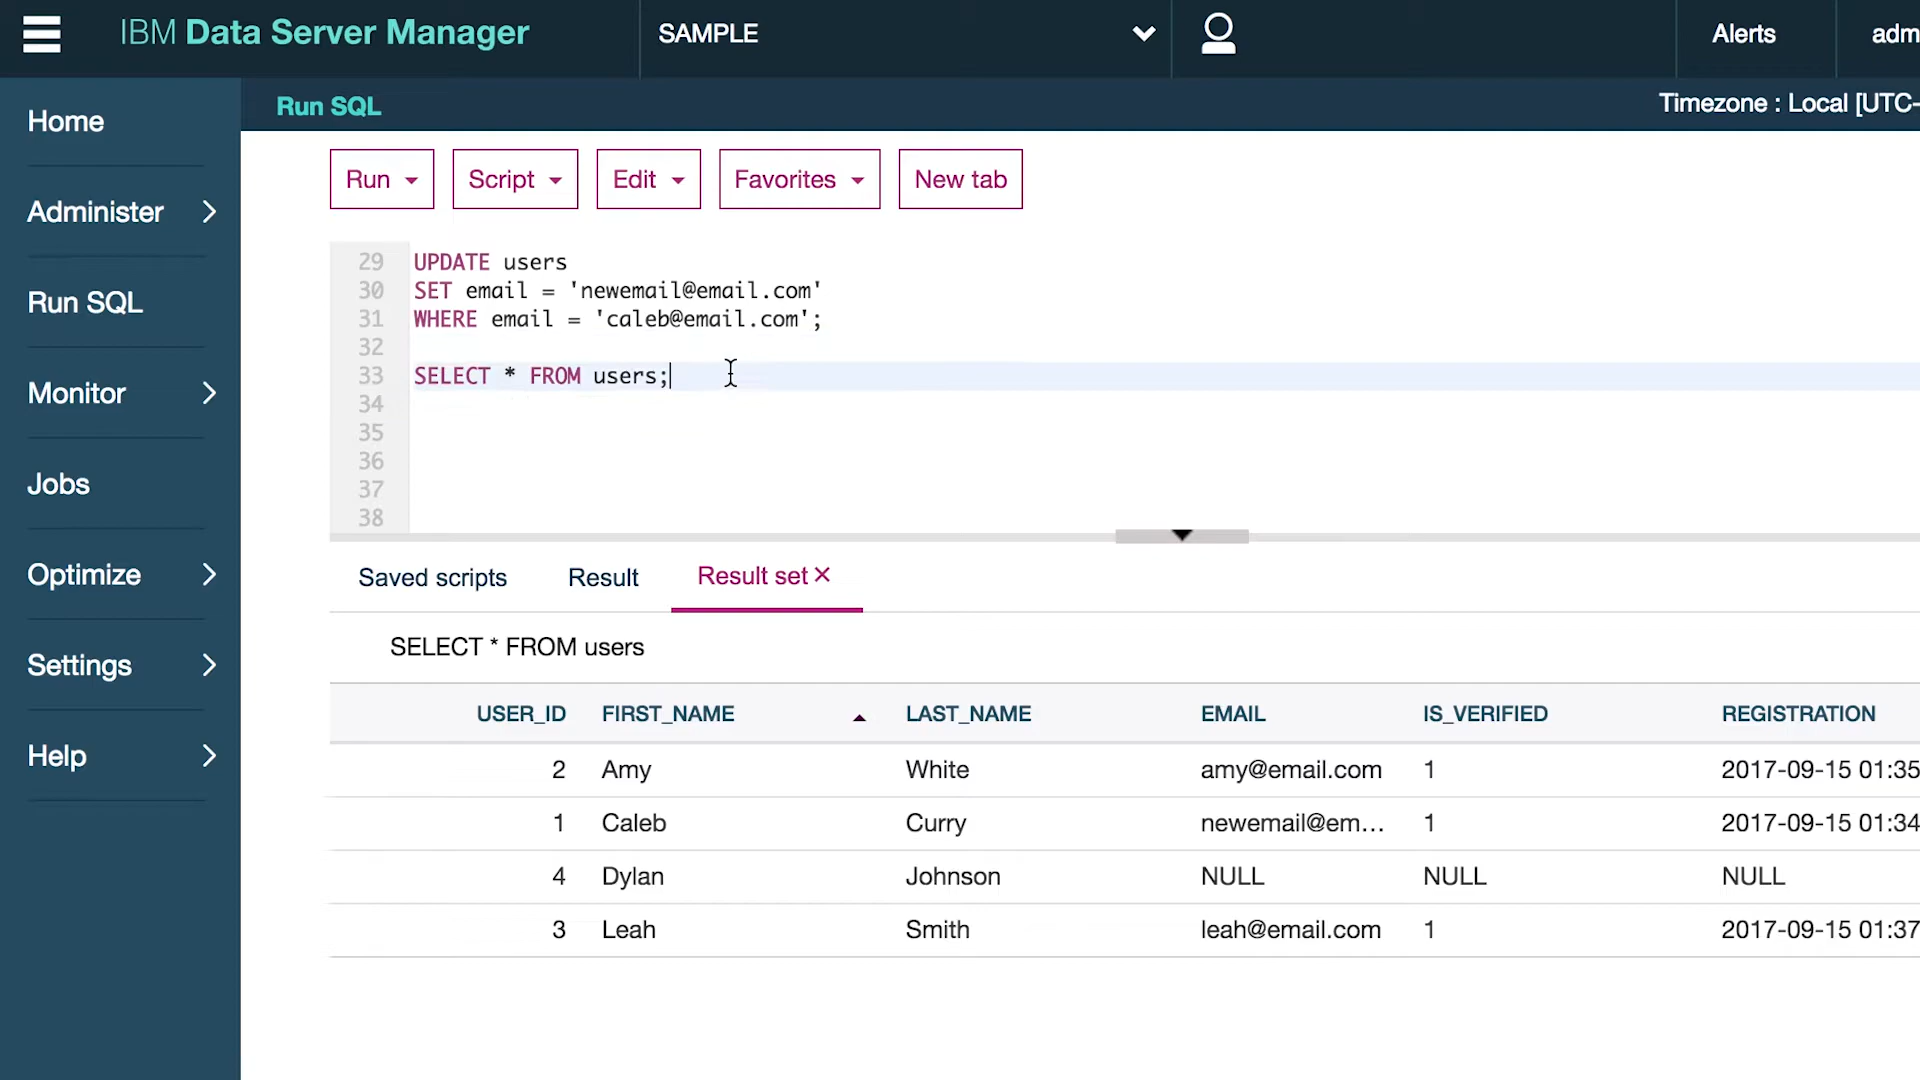 IBM Data Server Manager
SAMPLE
Alerts
adm
Home
Administer
Run SQL
Monitor
Jobs
Optimize
Settings
Help
Run SQL
Timezone : Local [UTC-
Run
Script
Edit
Favorites
New tab
29 UPDATE users
30 SET email = 'newemail@email.com'
31 WHERE email = 'caleb@email.com';
32
33 SELECT * FROM users;
34
35
36
37
38
Saved scripts
Result
Result set
SELECT * FROM users
USER_ID FIRST_NAME LAST_NAME EMAIL IS_VERIFIED REGISTRATION
2 Amy White amy@email.com 1 2017-09-15 01:35
1 Caleb Curry newemail@em... 1 2017-09-15 01:34
4 Dylan Johnson NULL NULL NULL
3 Leah Smith leah@email.com 1 2017-09-15 01:37